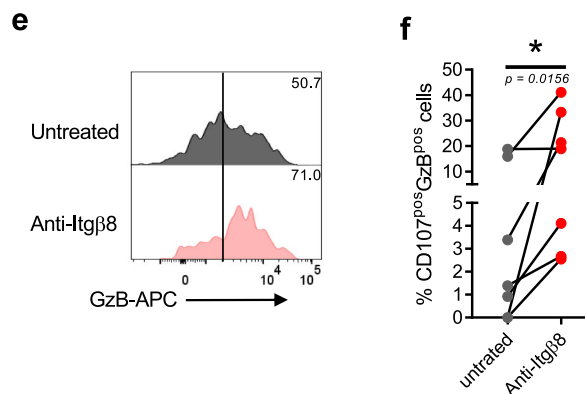 e
50.7
Untreated
71.0
Anti-Itgβ8
0 10⁴ 10⁵
GzB-APC
f
*
p = 0.0156
% CD107ᵖᵒˢGzBᵖᵒˢ cells
50
40
30
20
10
5
4
3
2
1
0
untrated
Anti-Itgβ8